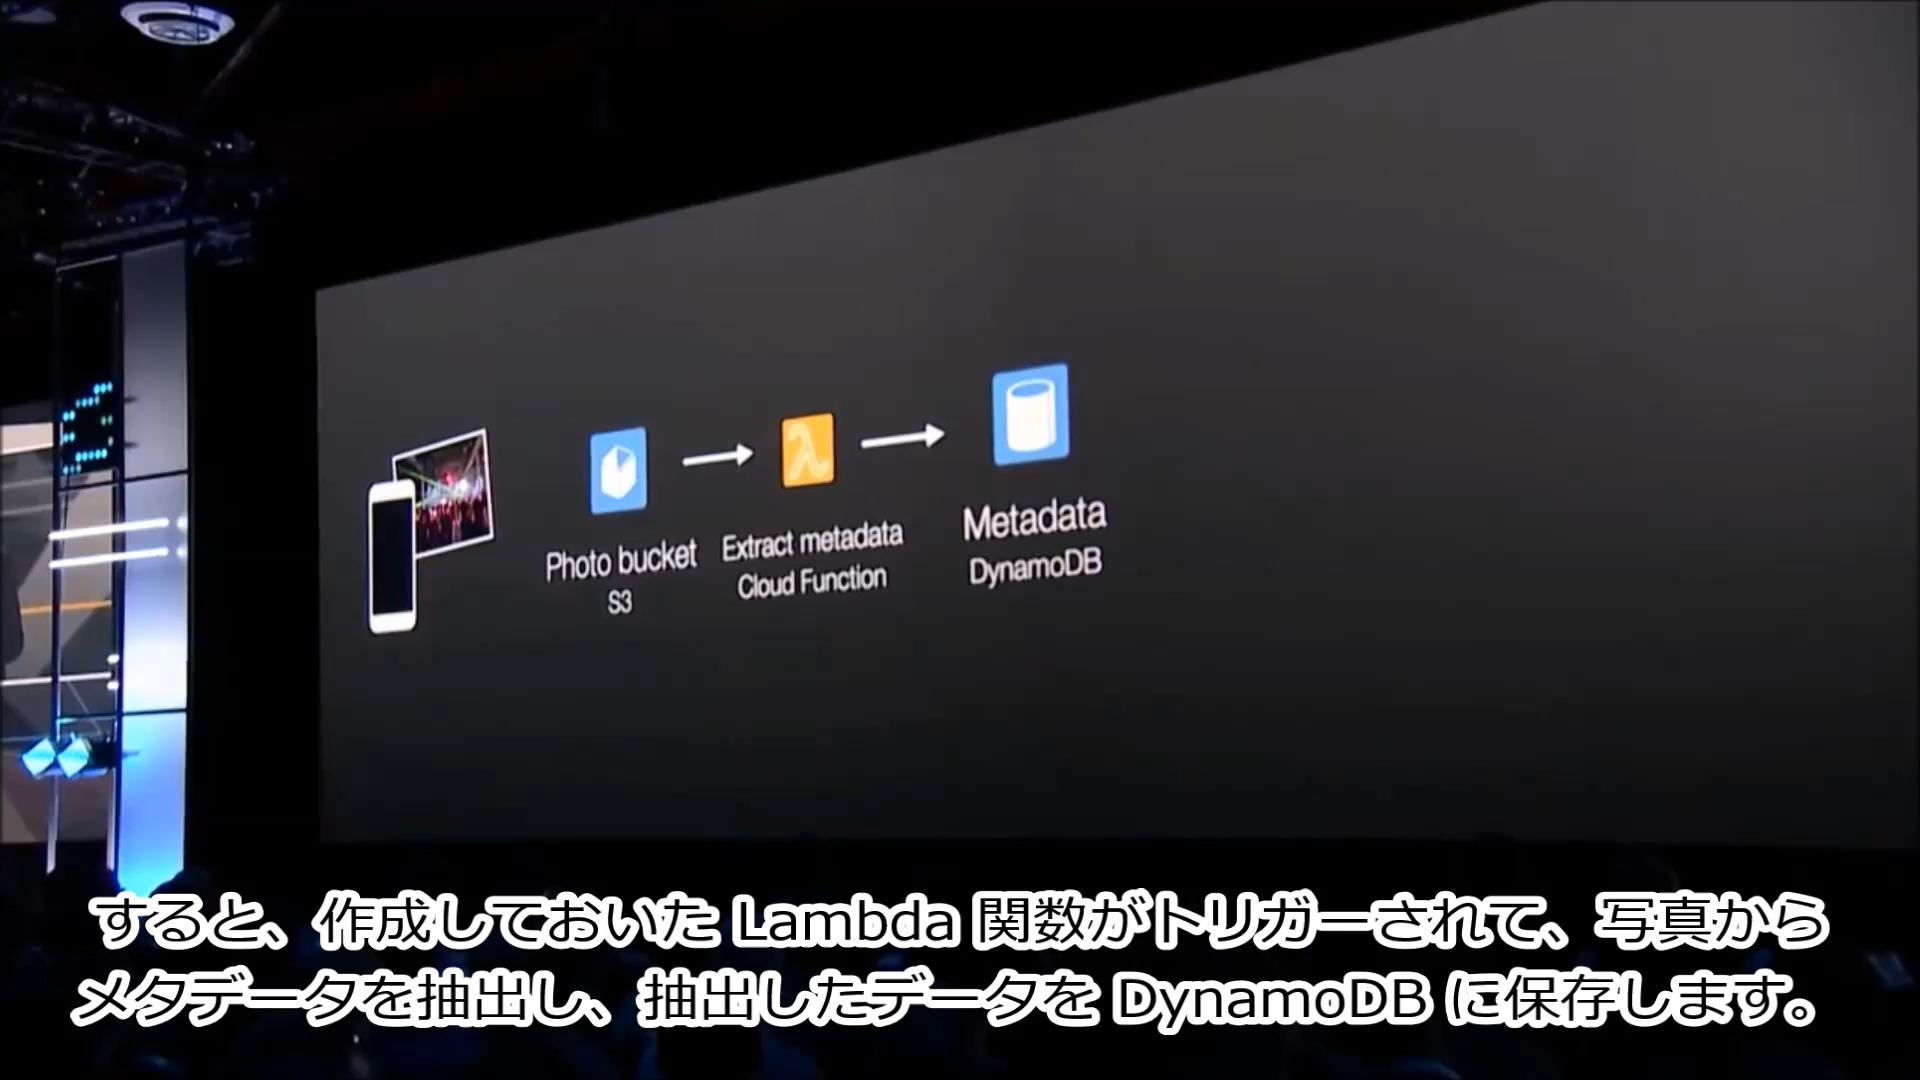 Photo bucket
S3
Extract metadata
Cloud Function
Metadata
DynamoDB
すると、作成しておいた Lambda 関数がトリガーされて、写真から
メタデータを抽出し、抽出したデータを DynamoDB に保存します。